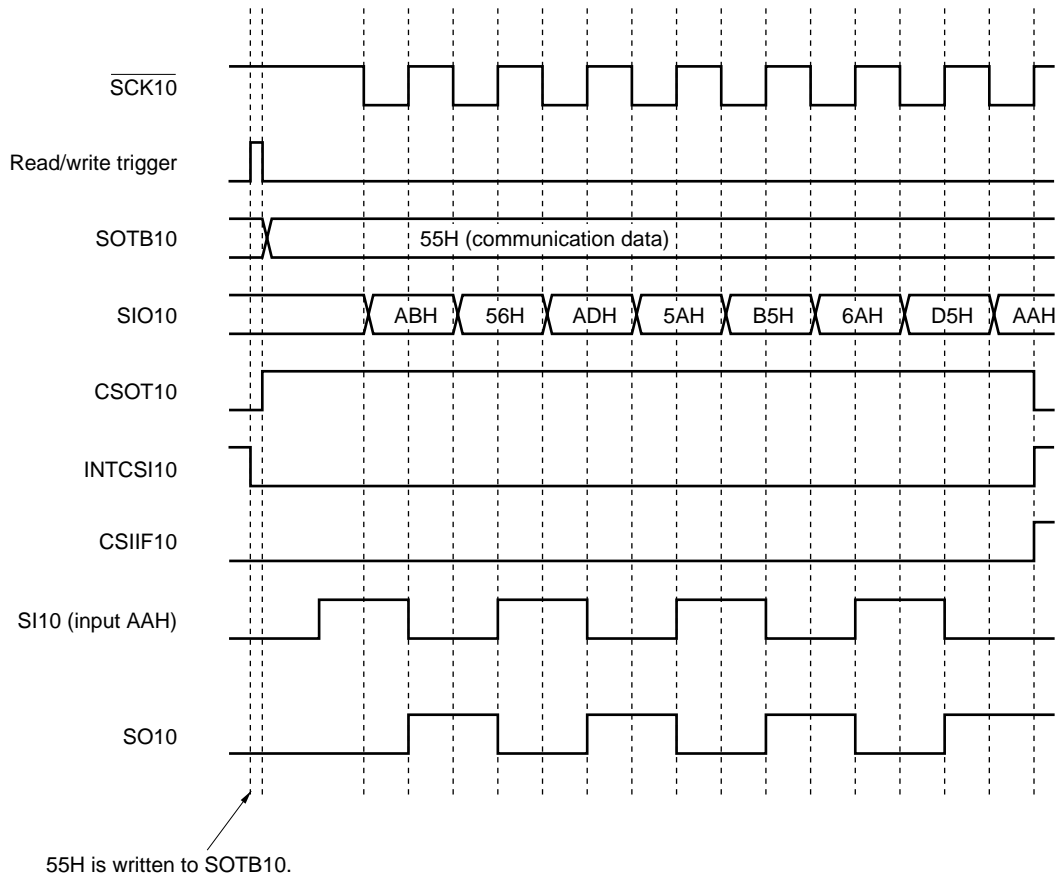 SCK10
Read/write trigger
SOTB10
55H (communication data)
SIO10
ABH
56H
ADH
5AH
B5H
6AH
D5H
AAH
CSOT10
INTCSI10
CSIIF10
SI10 (input AAH)
SO10
55H is written to SOTB10.